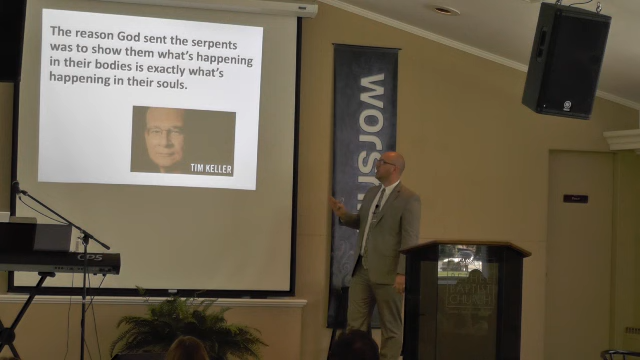 The reason God sent the serpents
was to show them what's happening
in their bodies is exactly what's
happening in their souls.
TIM KELLER
CHURCH